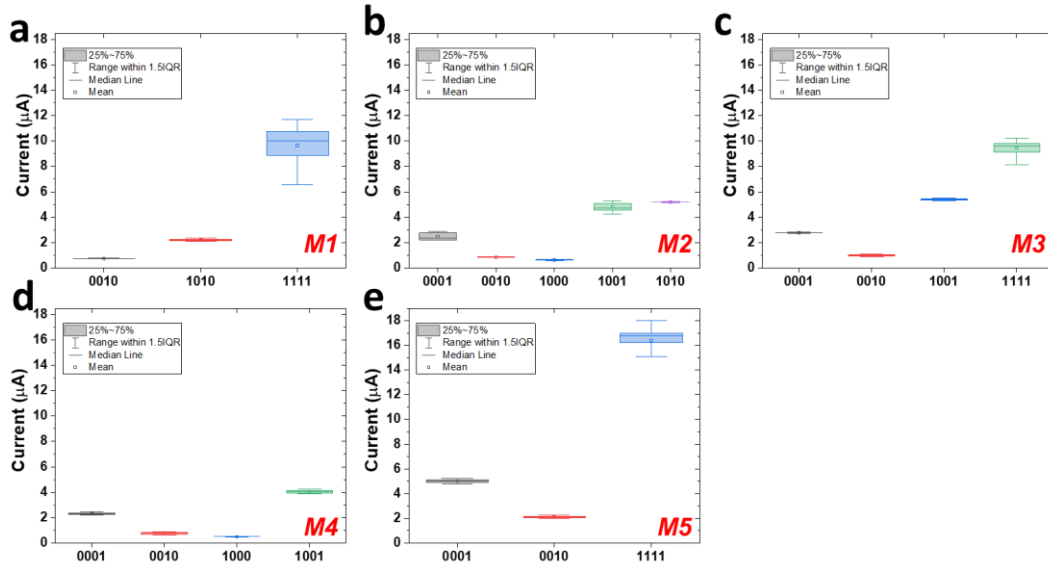 a
18
16
14
12
10
8
6
4
2
0
Current (μA)
25%~75%
Range within 1.5IQR
Median Line
Mean
M1
0010 1010 1111
b
18
16
14
12
10
8
6
4
2
0
Current (μA)
25%~75%
Range within 1.5IQR
Median Line
Mean
M2
0001 0010 1000 1001 1010
c
18
16
14
12
10
8
6
4
2
0
Current (μA)
25%~75%
Range within 1.5IQR
Median Line
Mean
M3
0001 0010 1001 1111
d
18
16
14
12
10
8
6
4
2
0
Current (μA)
25%~75%
Range within 1.5IQR
Median Line
Mean
M4
0001 0010 1000 1001
e
18
16
14
12
10
8
6
4
2
0
Current (μA)
25%~75%
Range within 1.5IQR
Median Line
Mean
M5
0001 0010 1111